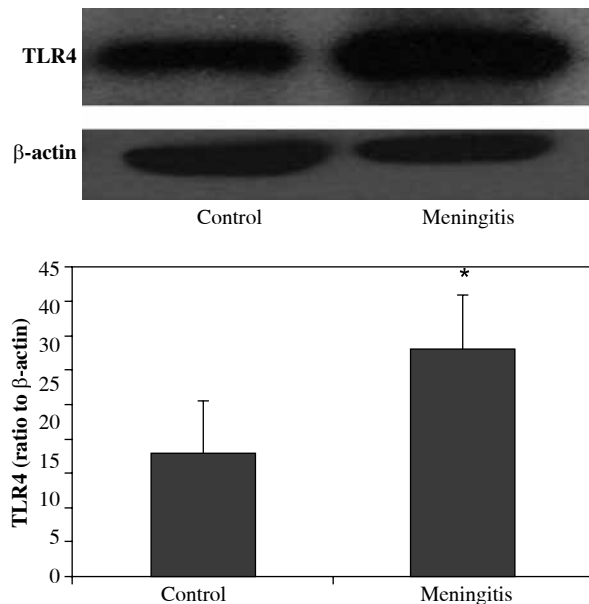 TLR4
β-actin
Control Meningitis
TLR4 (ratio to β-actin)
45
40
35
30
25
20
15
10
5
0
*
Control Meningitis